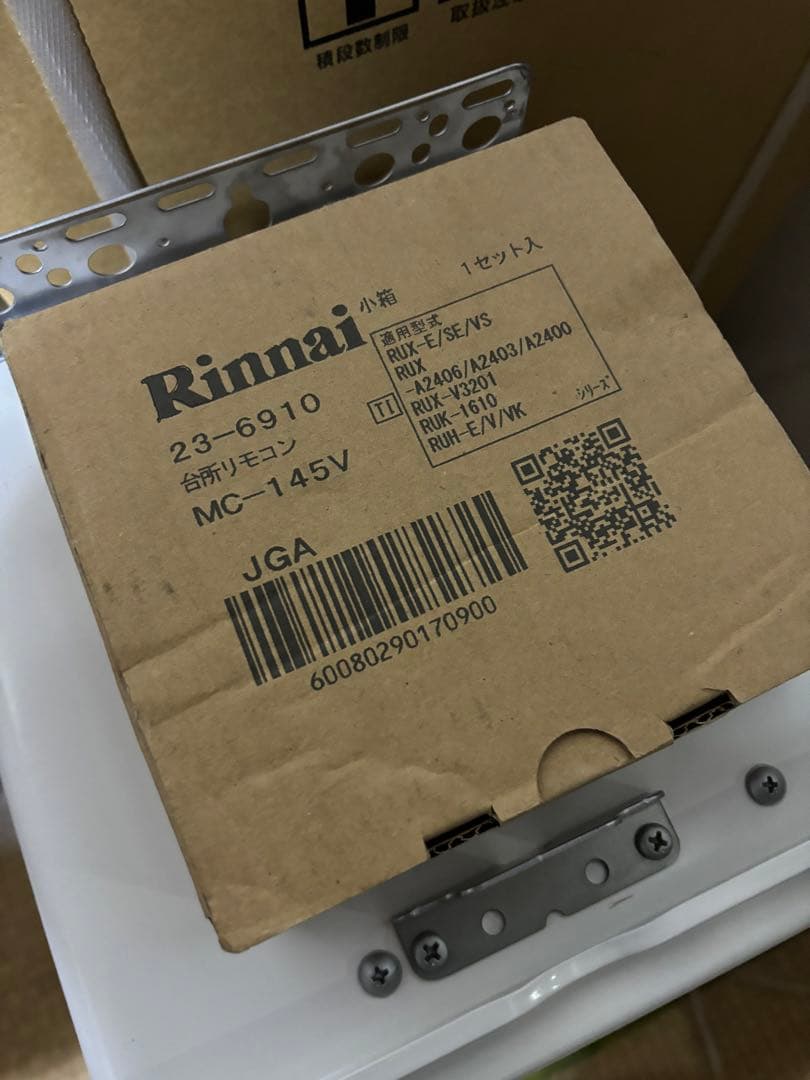 積段数制限
取扱注
Rinnai 小箱
1セット入
23-6910
台所リモコン
MC-145V
TI
適用型式
RUX-E/SE/VS
RUX
-A2406/A2403/A2400
RUX-V3201
RUK-1610
RUH-E/V/VK
シリーズ
JGA
60080290170900